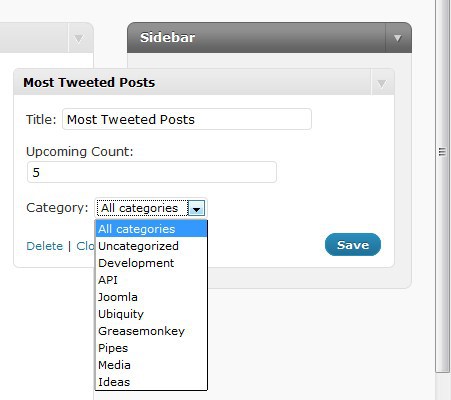 Sidebar
Most Tweeted Posts
Title: Most Tweeted Posts
Upcoming Count:
5
Category: All categories
All categories
Uncategorized
Development
API
Joomla
Ubiquity
Greasemonkey
Pipes
Media
Ideas
Delete | Clo
Save